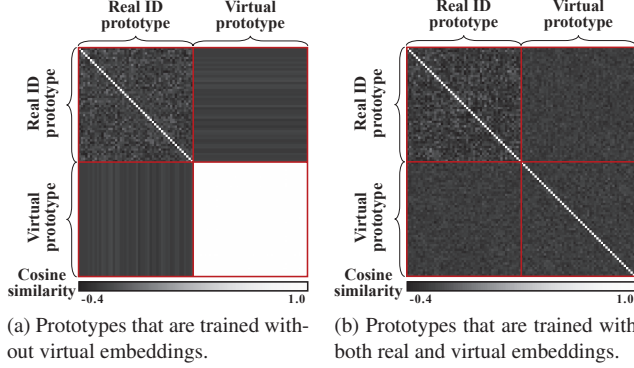 Real ID prototype
Virtual prototype
Real ID prototype
Virtual prototype
Cosine similarity
-0.4
1.0
(a) Prototypes that are trained with-
out virtual embeddings.
Real ID prototype
Virtual prototype
Real ID prototype
Virtual prototype
Cosine similarity
-0.4
1.0
(b) Prototypes that are trained with
both real and virtual embeddings.